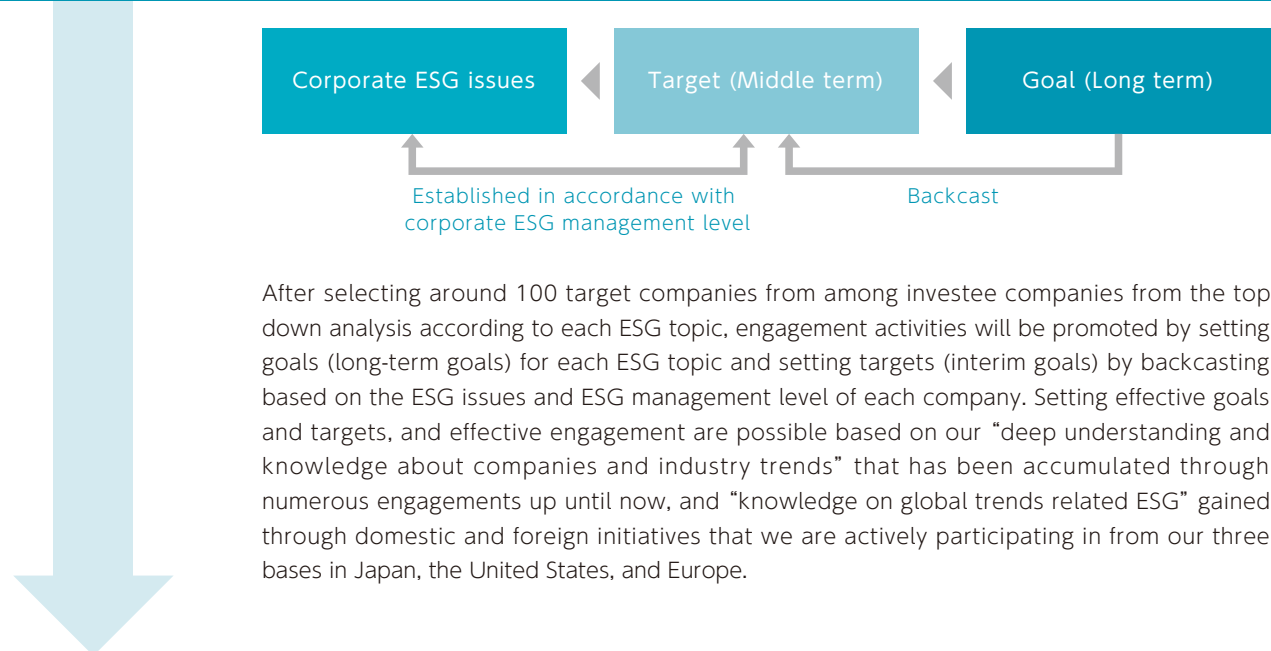 Corporate ESG issues
Target (Middle term)
Goal (Long term)
Established in accordance with
corporate ESG management level
Backcast
After selecting around 100 target companies from among investee companies from the top
down analysis according to each ESG topic, engagement activities will be promoted by setting
goals (long-term goals) for each ESG topic and setting targets (interim goals) by backcasting
based on the ESG issues and ESG management level of each company. Setting effective goals
and targets, and effective engagement are possible based on our “deep understanding and
knowledge about companies and industry trends” that has been accumulated through
numerous engagements up until now, and “knowledge on global trends related ESG” gained
through domestic and foreign initiatives that we are actively participating in from our three
bases in Japan, the United States, and Europe.